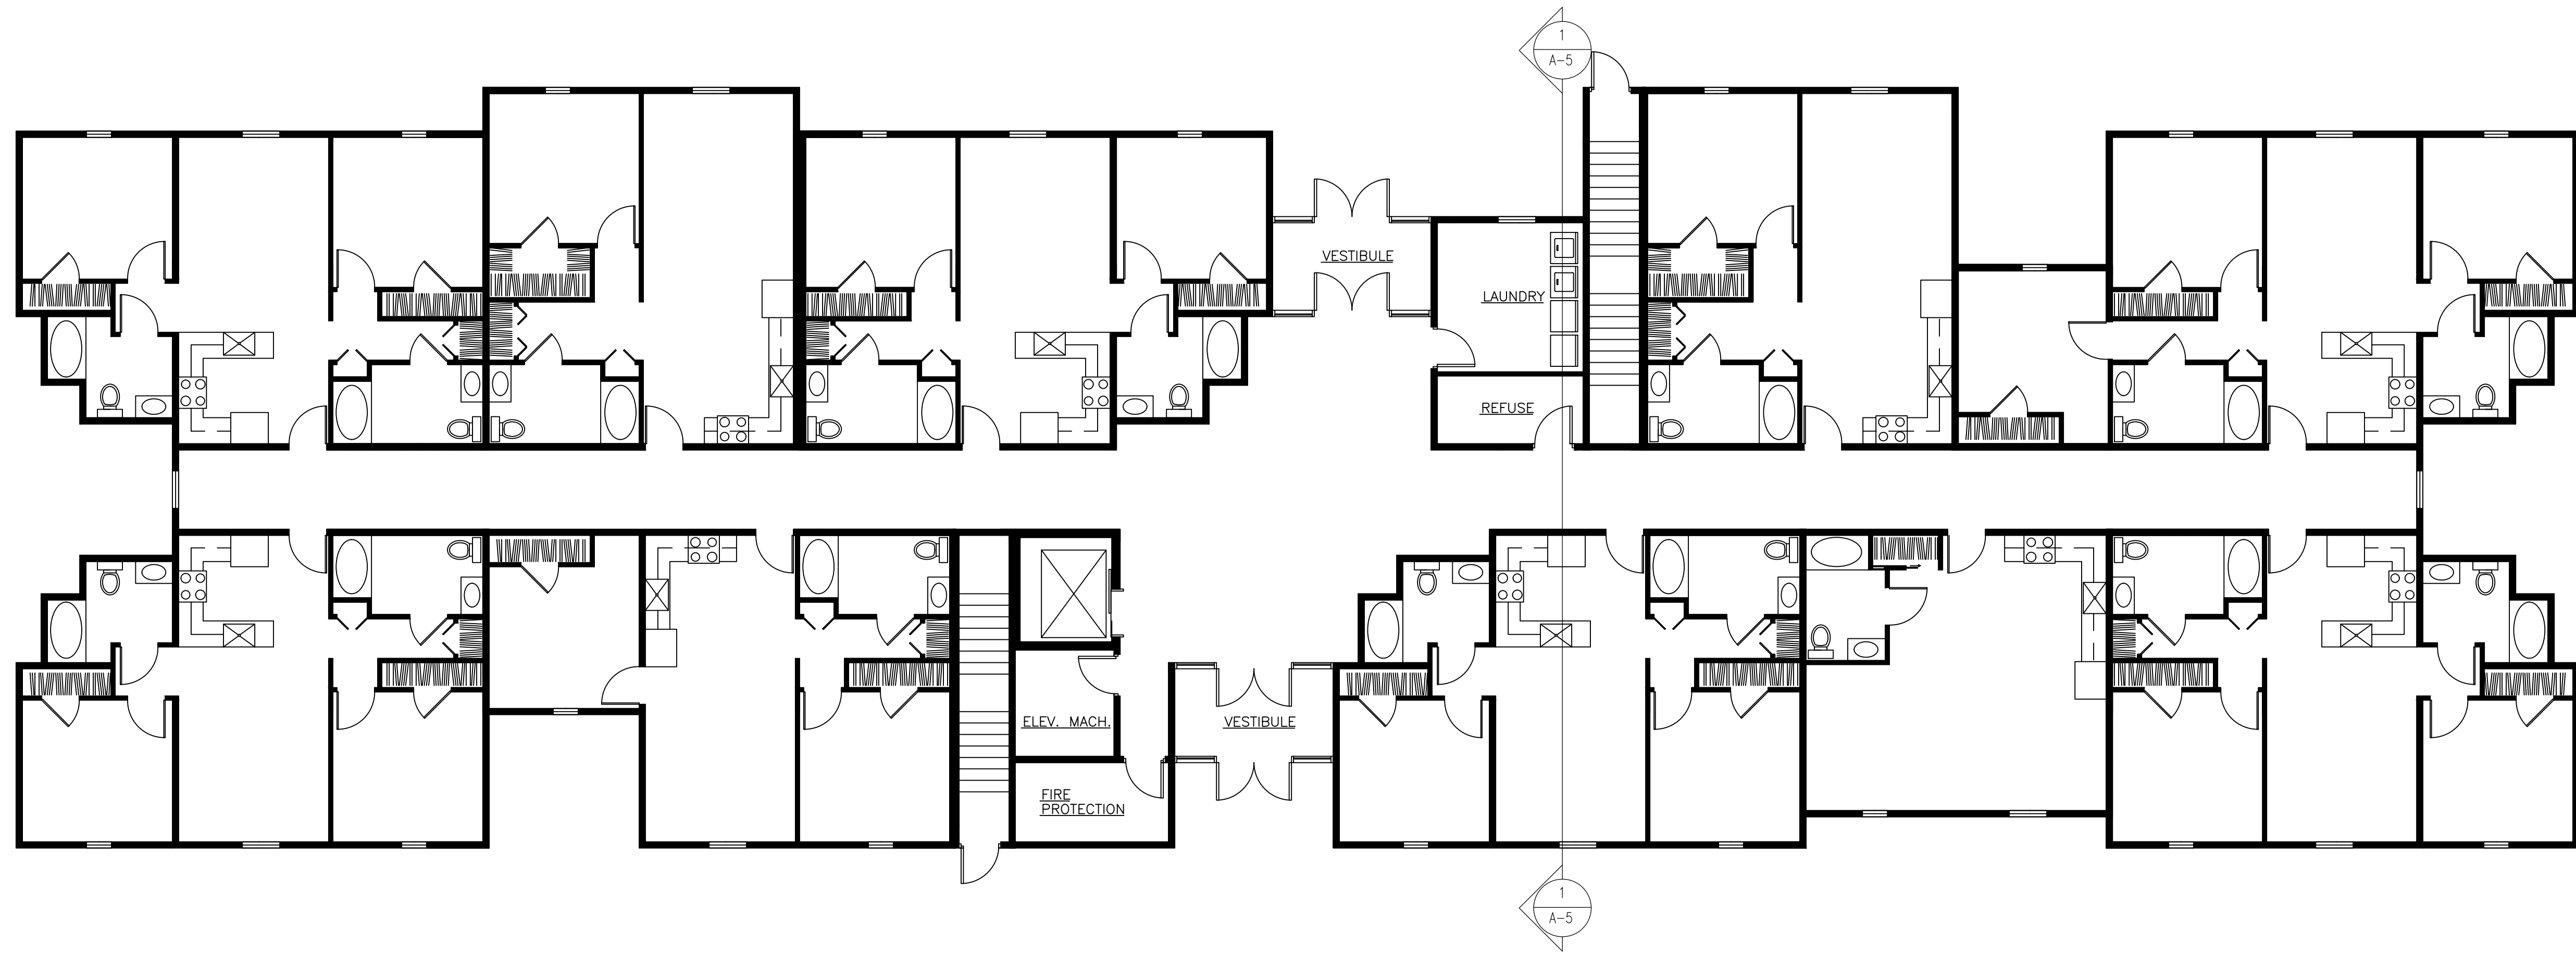 1
A-5
VESTIBULE
LAUNDRY
REFUSE
ELEV. MACH.
VESTIBULE
FIRE
PROTECTION
1
A-5